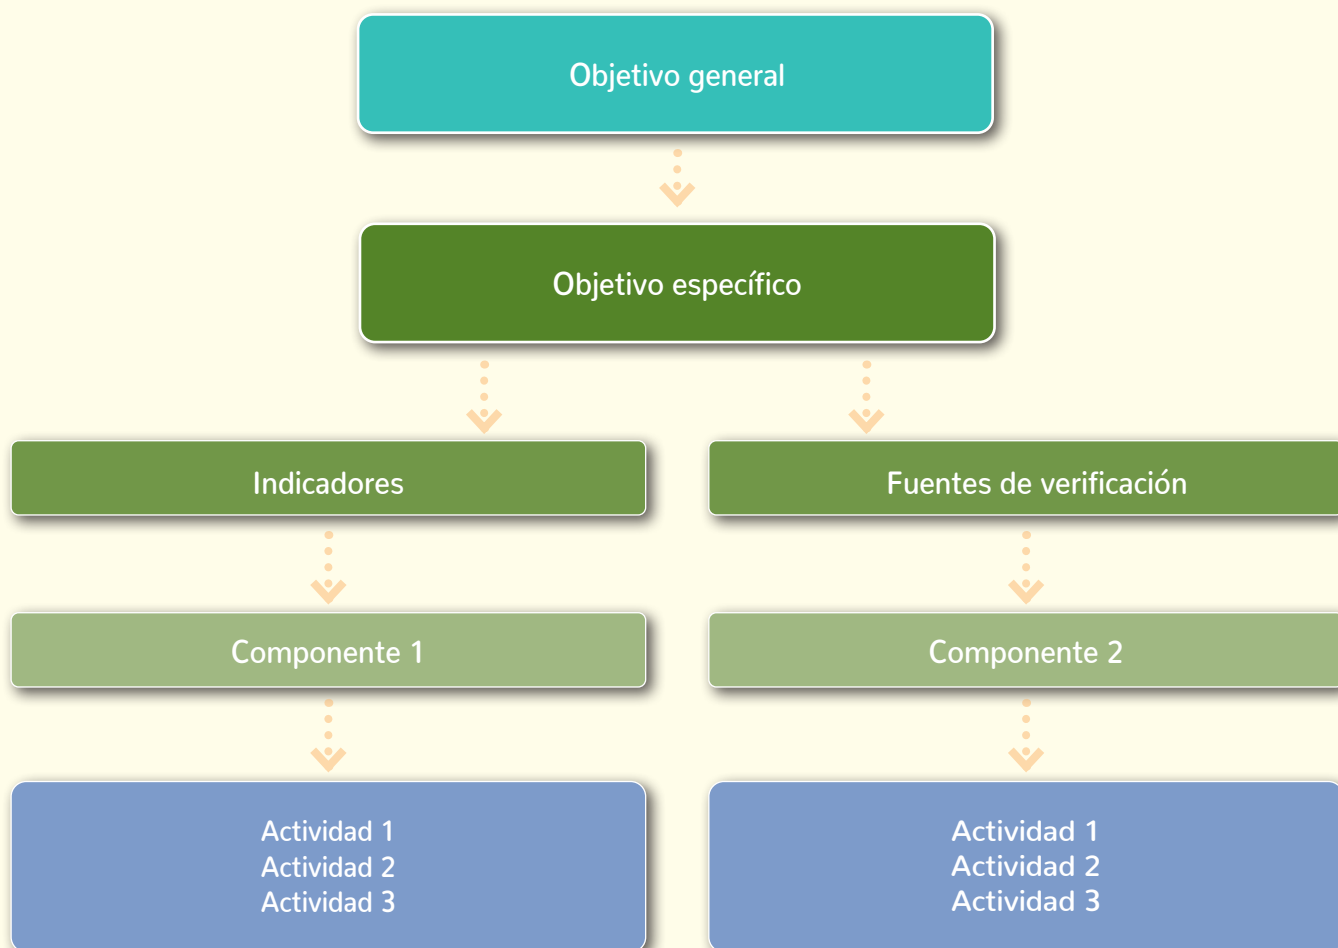 Objetivo general
Objetivo específico
Indicadores
Fuentes de verificación
Componente 1
Componente 2
Actividad 1
Actividad 2
Actividad 3
Actividad 1
Actividad 2
Actividad 3